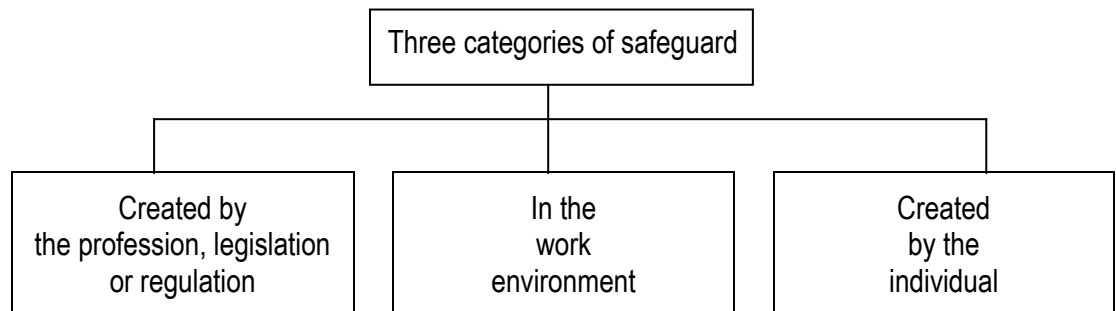 Three categories of safeguard
Created by
the profession, legislation
or regulation
In the
work
environment
Created
by the
individual